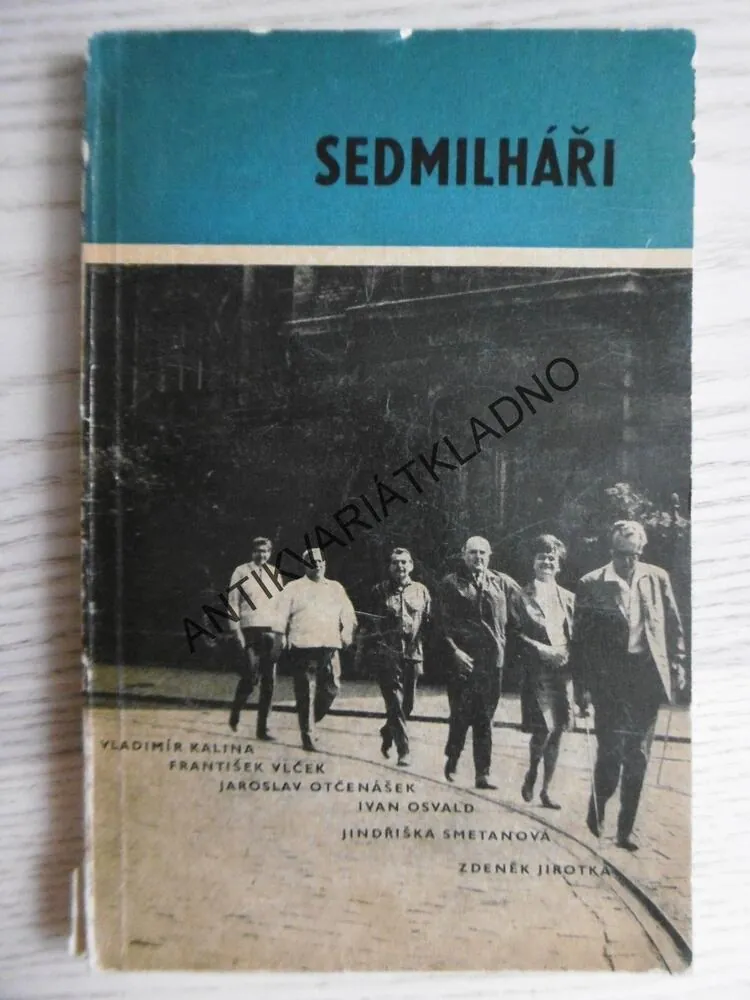 SEDMILHÁŘI
ANTIKVARIÁTKLADNO
VLADIMÍR KALINA
FRANTIŠEK VLČEK
JAROSLAV OTČENÁŠEK
IVAN OSVALD
JINDŘIŠKA SMETANOVÁ
ZDENĚK JIROTKA